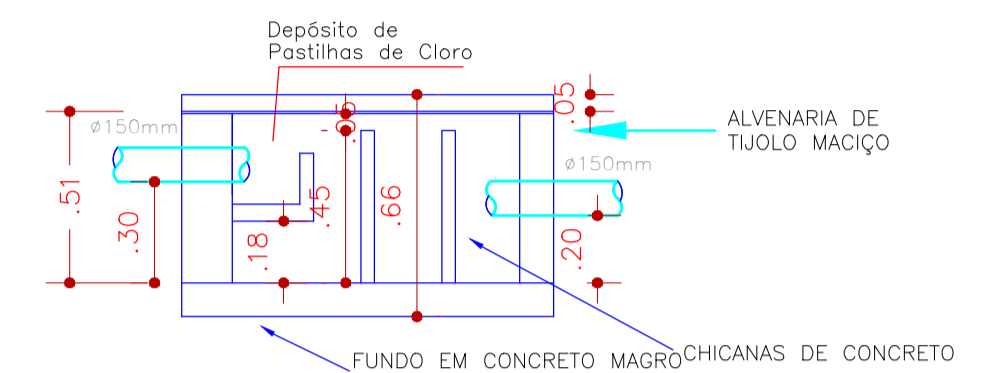 Depósito de
Pastilhas de Cloro
.05
.05
ALVENARIA DE
TIJOLO MACIÇO
ø150mm
ø150mm
.51
.30
.18
.45
.66
.20
FUNDO EM CONCRETO MAGRO
CHICANAS DE CONCRETO